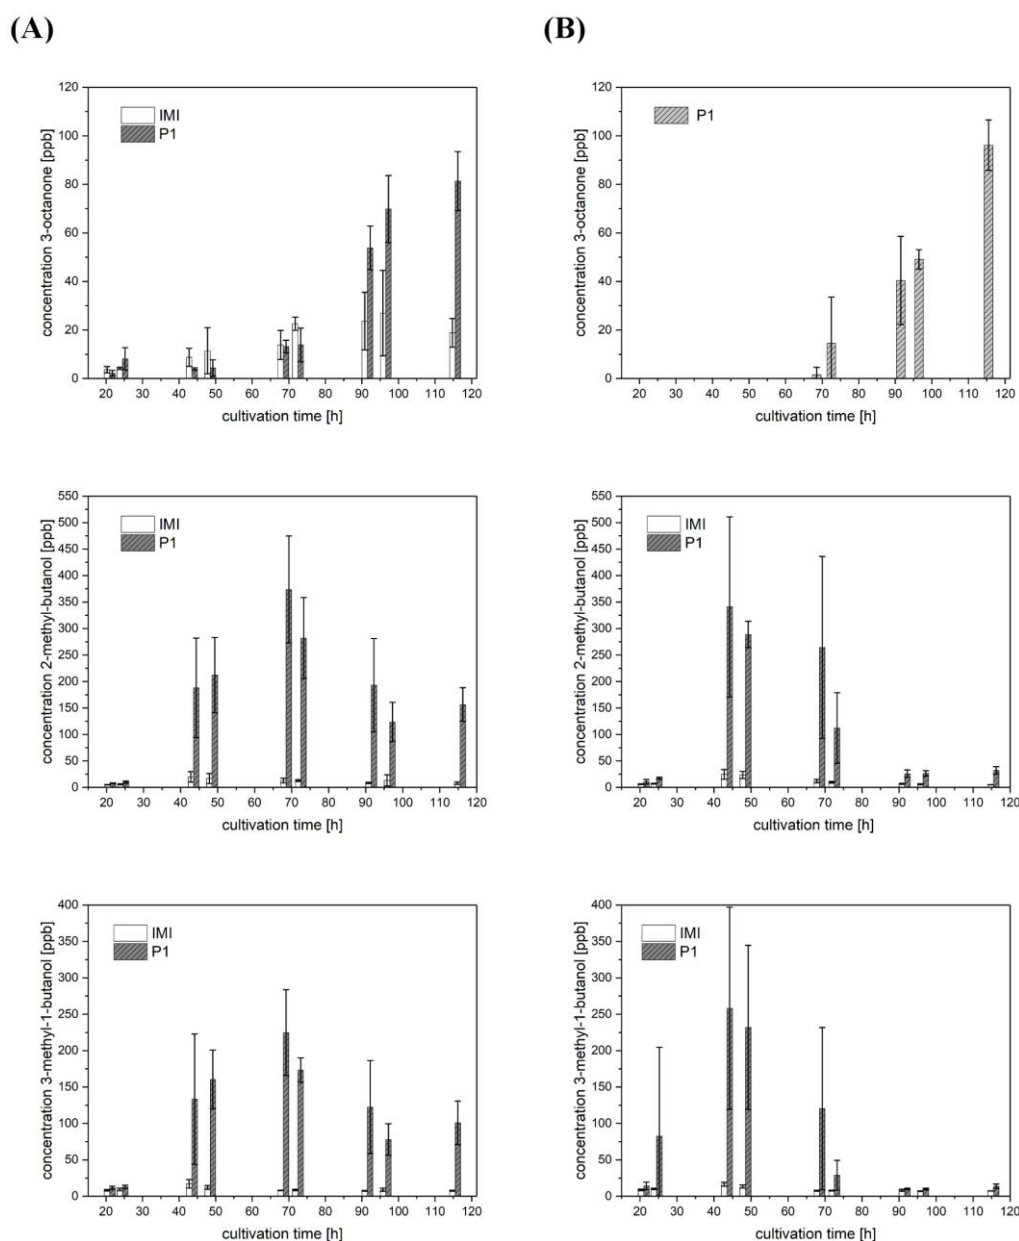 (A)
(B)
concentration 3-octanone [ppb]
120
100
80
60
40
20
0
IMI
P1
20 30 40 50 60 70 80 90 100 110 120
cultivation time [h]
concentration 3-octanone [ppb]
120
100
80
60
40
20
0
P1
20 30 40 50 60 70 80 90 100 110 120
cultivation time [h]
concentration 2-methyl-butanol [ppb]
550
500
450
400
350
300
250
200
150
100
50
0
IMI
P1
20 30 40 50 60 70 80 90 100 110 120
cultivation time [h]
concentration 2-methyl-butanol [ppb]
550
500
450
400
350
300
250
200
150
100
50
0
IMI
P1
20 30 40 50 60 70 80 90 100 110 120
cultivation time [h]
concentration 3-methyl-1-butanol [ppb]
400
350
300
250
200
150
100
50
0
IMI
P1
20 30 40 50 60 70 80 90 100 110 120
cultivation time [h]
concentration 3-methyl-1-butanol [ppb]
400
350
300
250
200
150
100
50
0
IMI
P1
20 30 40 50 60 70 80 90 100 110 120
cultivation time [h]